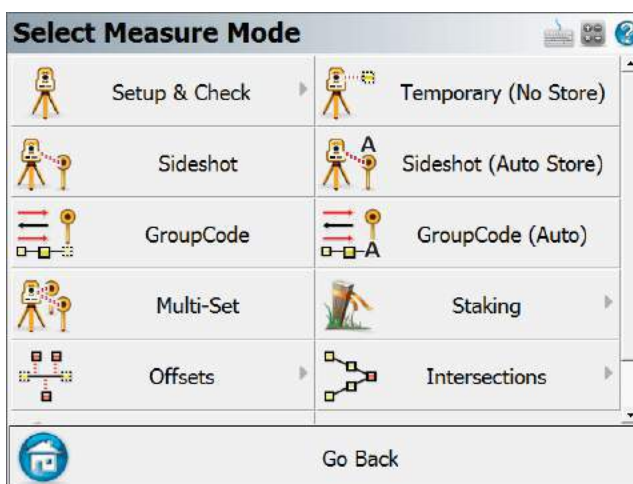 Select Measure Mode
Setup & Check
Temporary (No Store)
Sideshot
A
Sideshot (Auto Store)
GroupCode
A
GroupCode (Auto)
Multi-Set
Staking
Offsets
Intersections
Go Back